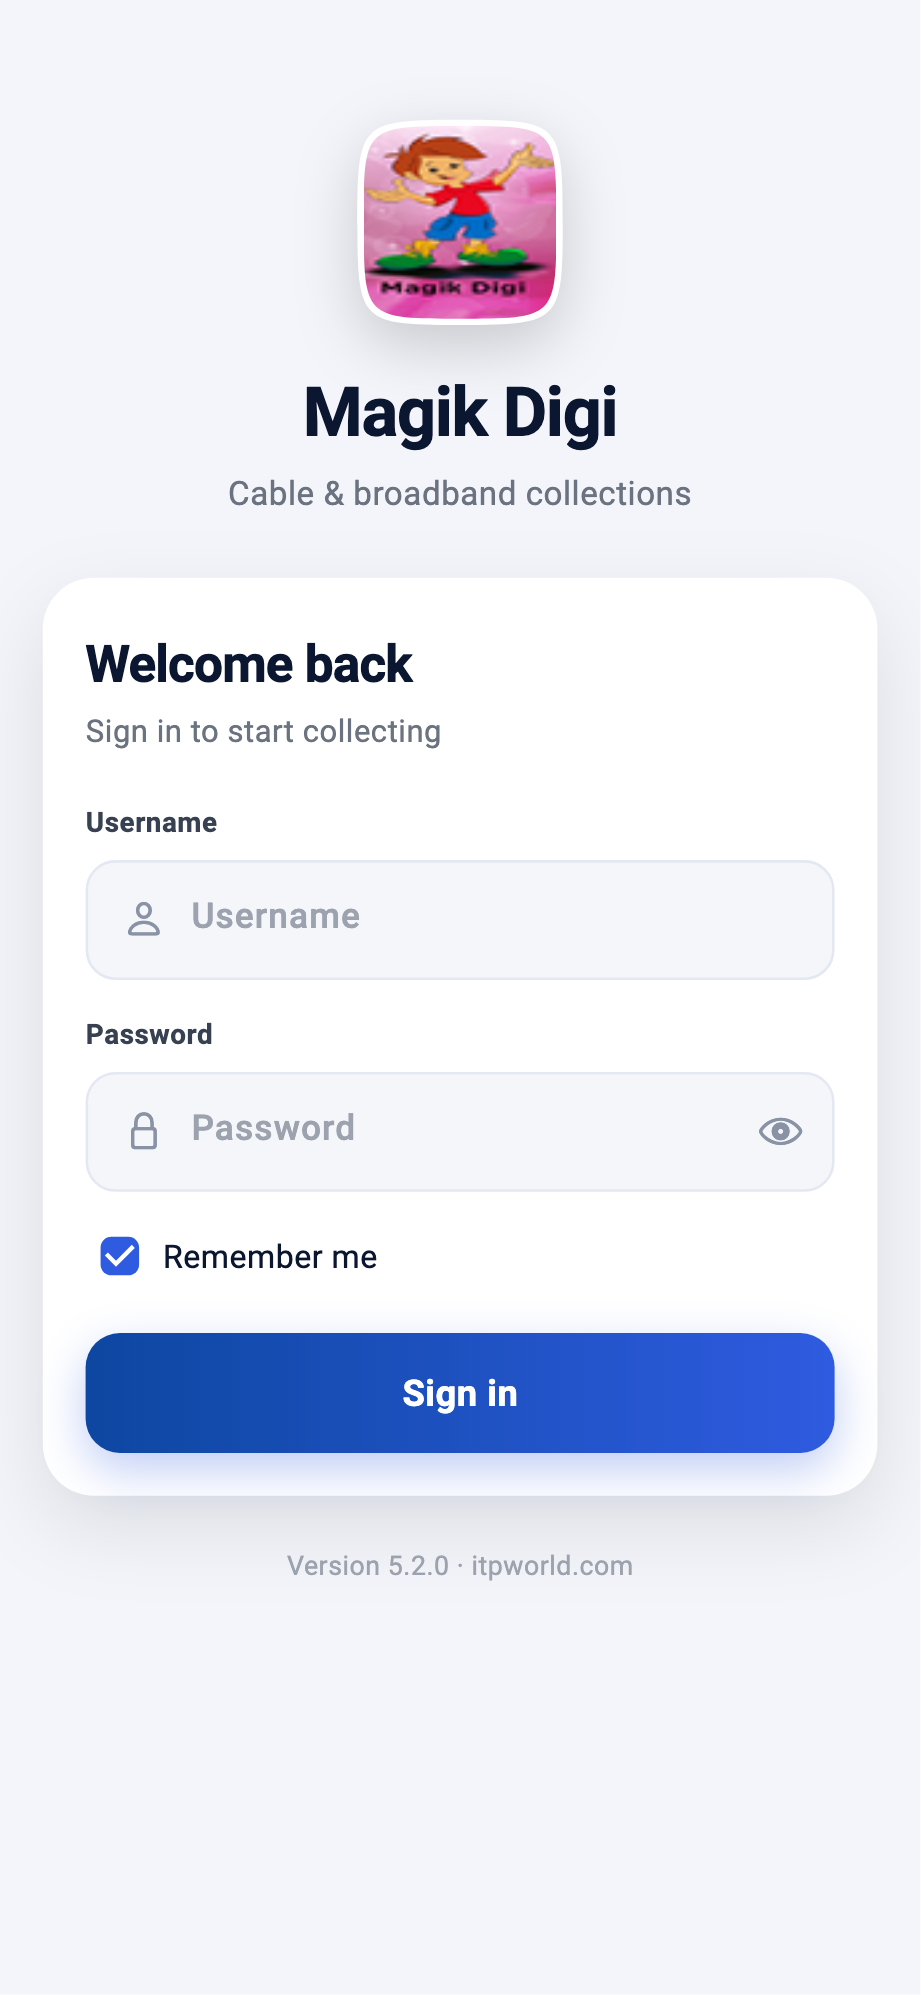 Magik Digi
Magik Digi
Cable & broadband collections
Welcome back
Sign in to start collecting
Username
Username
Password
Password
Remember me
Sign in
Version 5.2.0 · itpworld.com